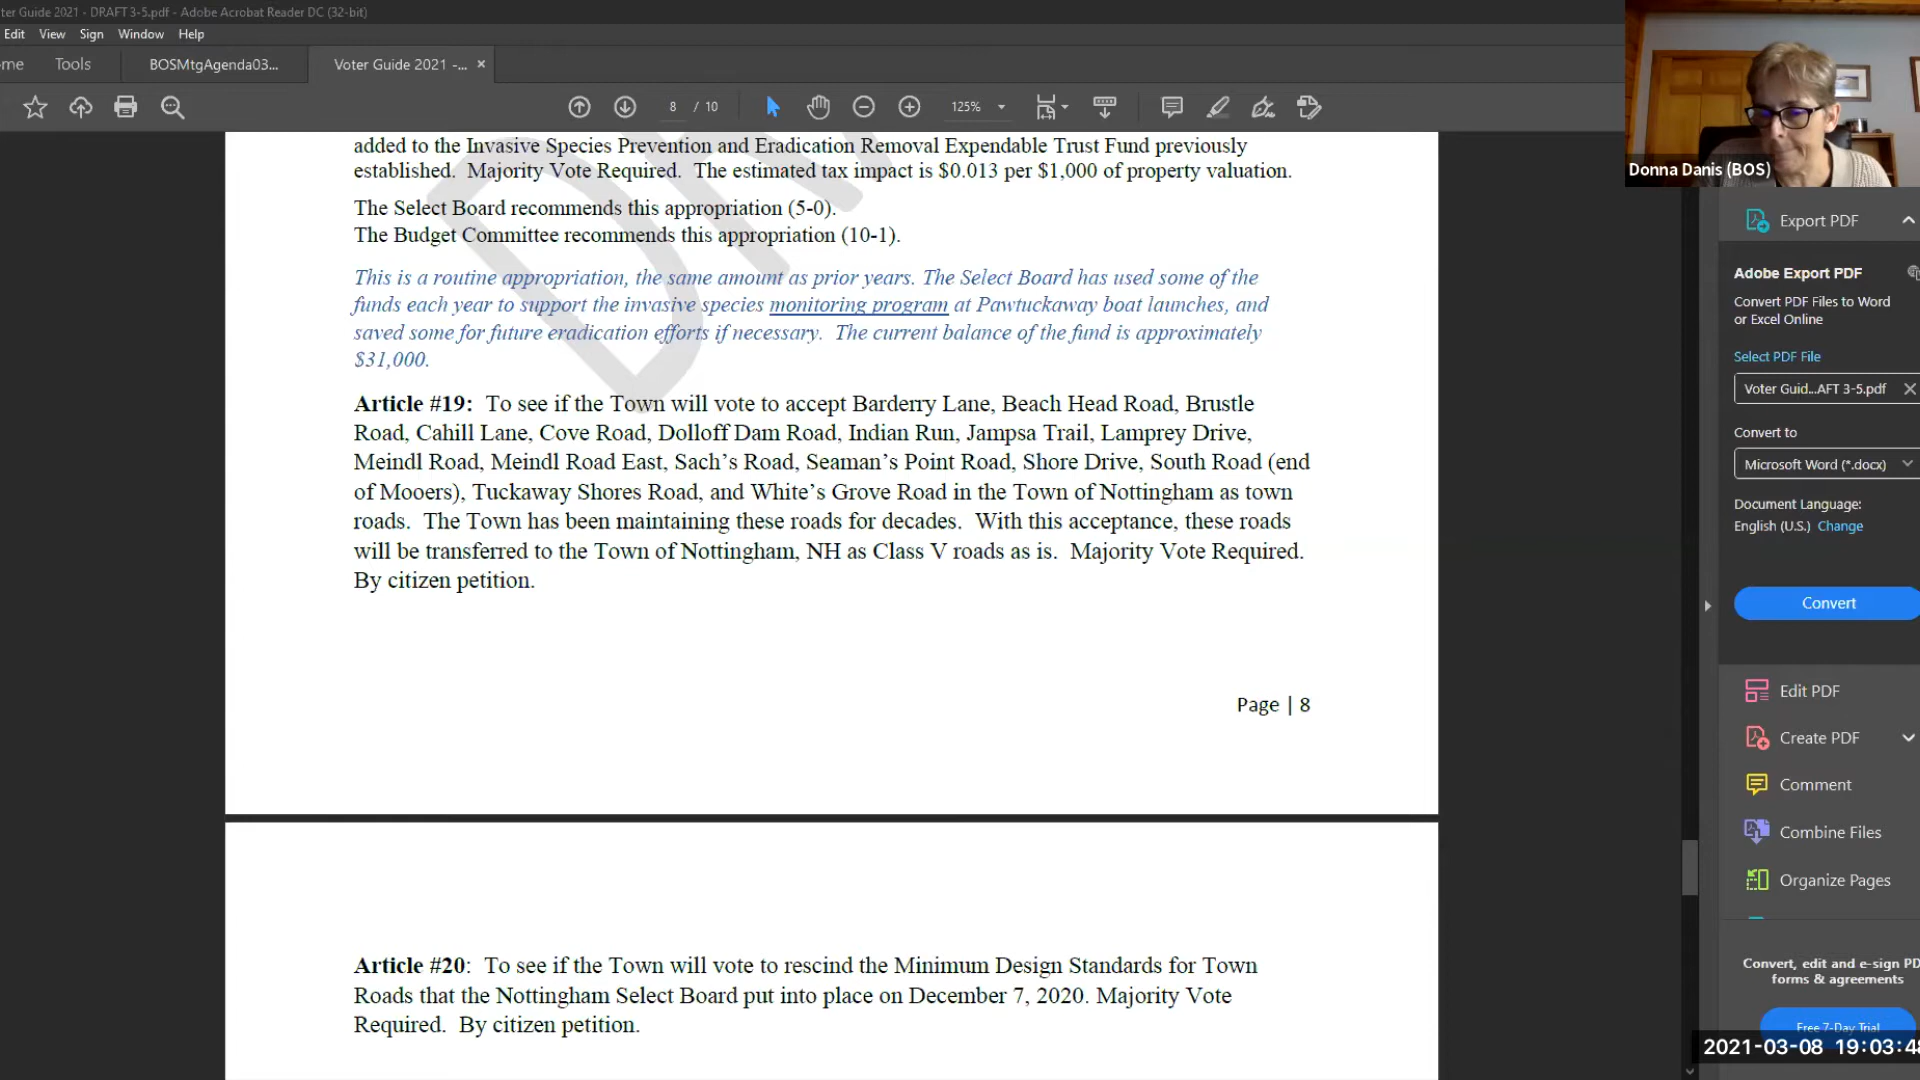 ter Guide 2021 - DRAFT 3-5.pdf - Adobe Acrobat Reader DC (32-bit)
Edit View Sign Window Help
me Tools BOSMtgAgenda03... Voter Guide 2021 -... ×
8 / 10 125%
added to the Invasive Species Prevention and Eradication Removal Expendable Trust Fund previously
established. Majority Vote Required. The estimated tax impact is $0.013 per $1,000 of property valuation.
The Select Board recommends this appropriation (5-0).
The Budget Committee recommends this appropriation (10-1).
This is a routine appropriation, the same amount as prior years. The Select Board has used some of the
funds each year to support the invasive species monitoring program at Pawtuckaway boat launches, and
saved some for future eradication efforts if necessary. The current balance of the fund is approximately
$31,000.
Article #19: To see if the Town will vote to accept Barderry Lane, Beach Head Road, Brustle
Road, Cahill Lane, Cove Road, Dolloff Dam Road, Indian Run, Jampsa Trail, Lamprey Drive,
Meindl Road, Meindl Road East, Sach's Road, Seaman's Point Road, Shore Drive, South Road (end
of Mooers), Tuckaway Shores Road, and White's Grove Road in the Town of Nottingham as town
roads. The Town has been maintaining these roads for decades. With this acceptance, these roads
will be transferred to the Town of Nottingham, NH as Class V roads as is. Majority Vote Required.
By citizen petition.
Page | 8
Article #20: To see if the Town will vote to rescind the Minimum Design Standards for Town
Roads that the Nottingham Select Board put into place on December 7, 2020. Majority Vote
Required. By citizen petition.
Donna Danis (BOS)
Export PDF
Adobe Export PDF
Convert PDF Files to Word
or Excel Online
Select PDF File
Voter Guid...AFT 3-5.pdf
Convert to
Microsoft Word (*.docx)
Document Language:
English (U.S.) Change
Convert
Edit PDF
Create PDF
Comment
Combine Files
Organize Pages
Convert, edit and e-sign PD
forms & agreements
Free 7-Day Trial
2021-03-08 19:03:48